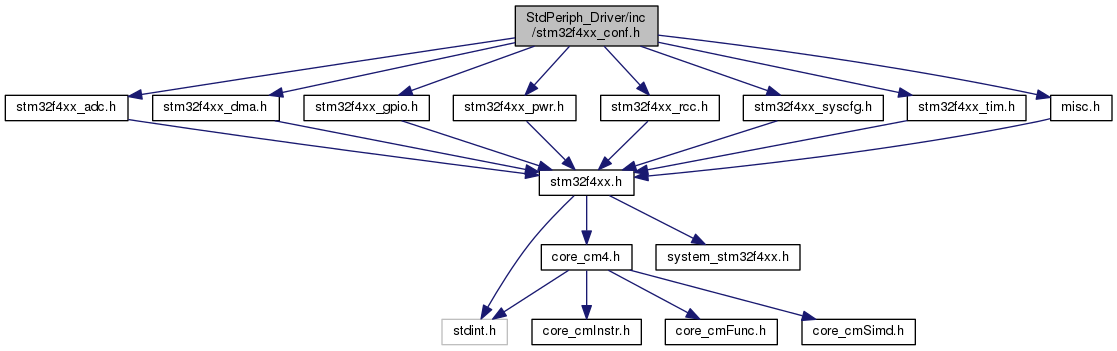 StdPeriph_Driver/inc
/stm32f4xx_conf.h
stm32f4xx_adc.h
stm32f4xx_dma.h
stm32f4xx_gpio.h
stm32f4xx_pwr.h
stm32f4xx_rcc.h
stm32f4xx_syscfg.h
stm32f4xx_tim.h
misc.h
stm32f4xx.h
core_cm4.h
system_stm32f4xx.h
stdint.h
core_cmInstr.h
core_cmFunc.h
core_cmSimd.h